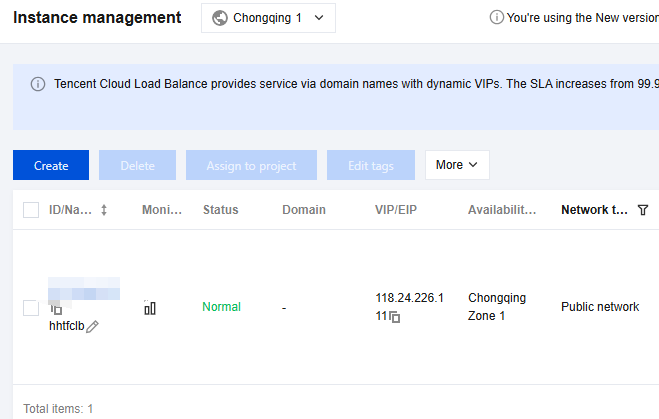 Instance management
Chongqing 1
You're using the New version
Tencent Cloud Load Balance provides service via domain names with dynamic VIPs. The SLA increases from 99.9
Create
Delete
Assign to project
Edit tags
More
ID/Na...
Moni...
Status
Domain
VIP/EIP
Availabilit...
Network t...
hhtfclb
Normal
-
118.24.226.1
11
Chongqing
Zone 1
Public network
Total items: 1